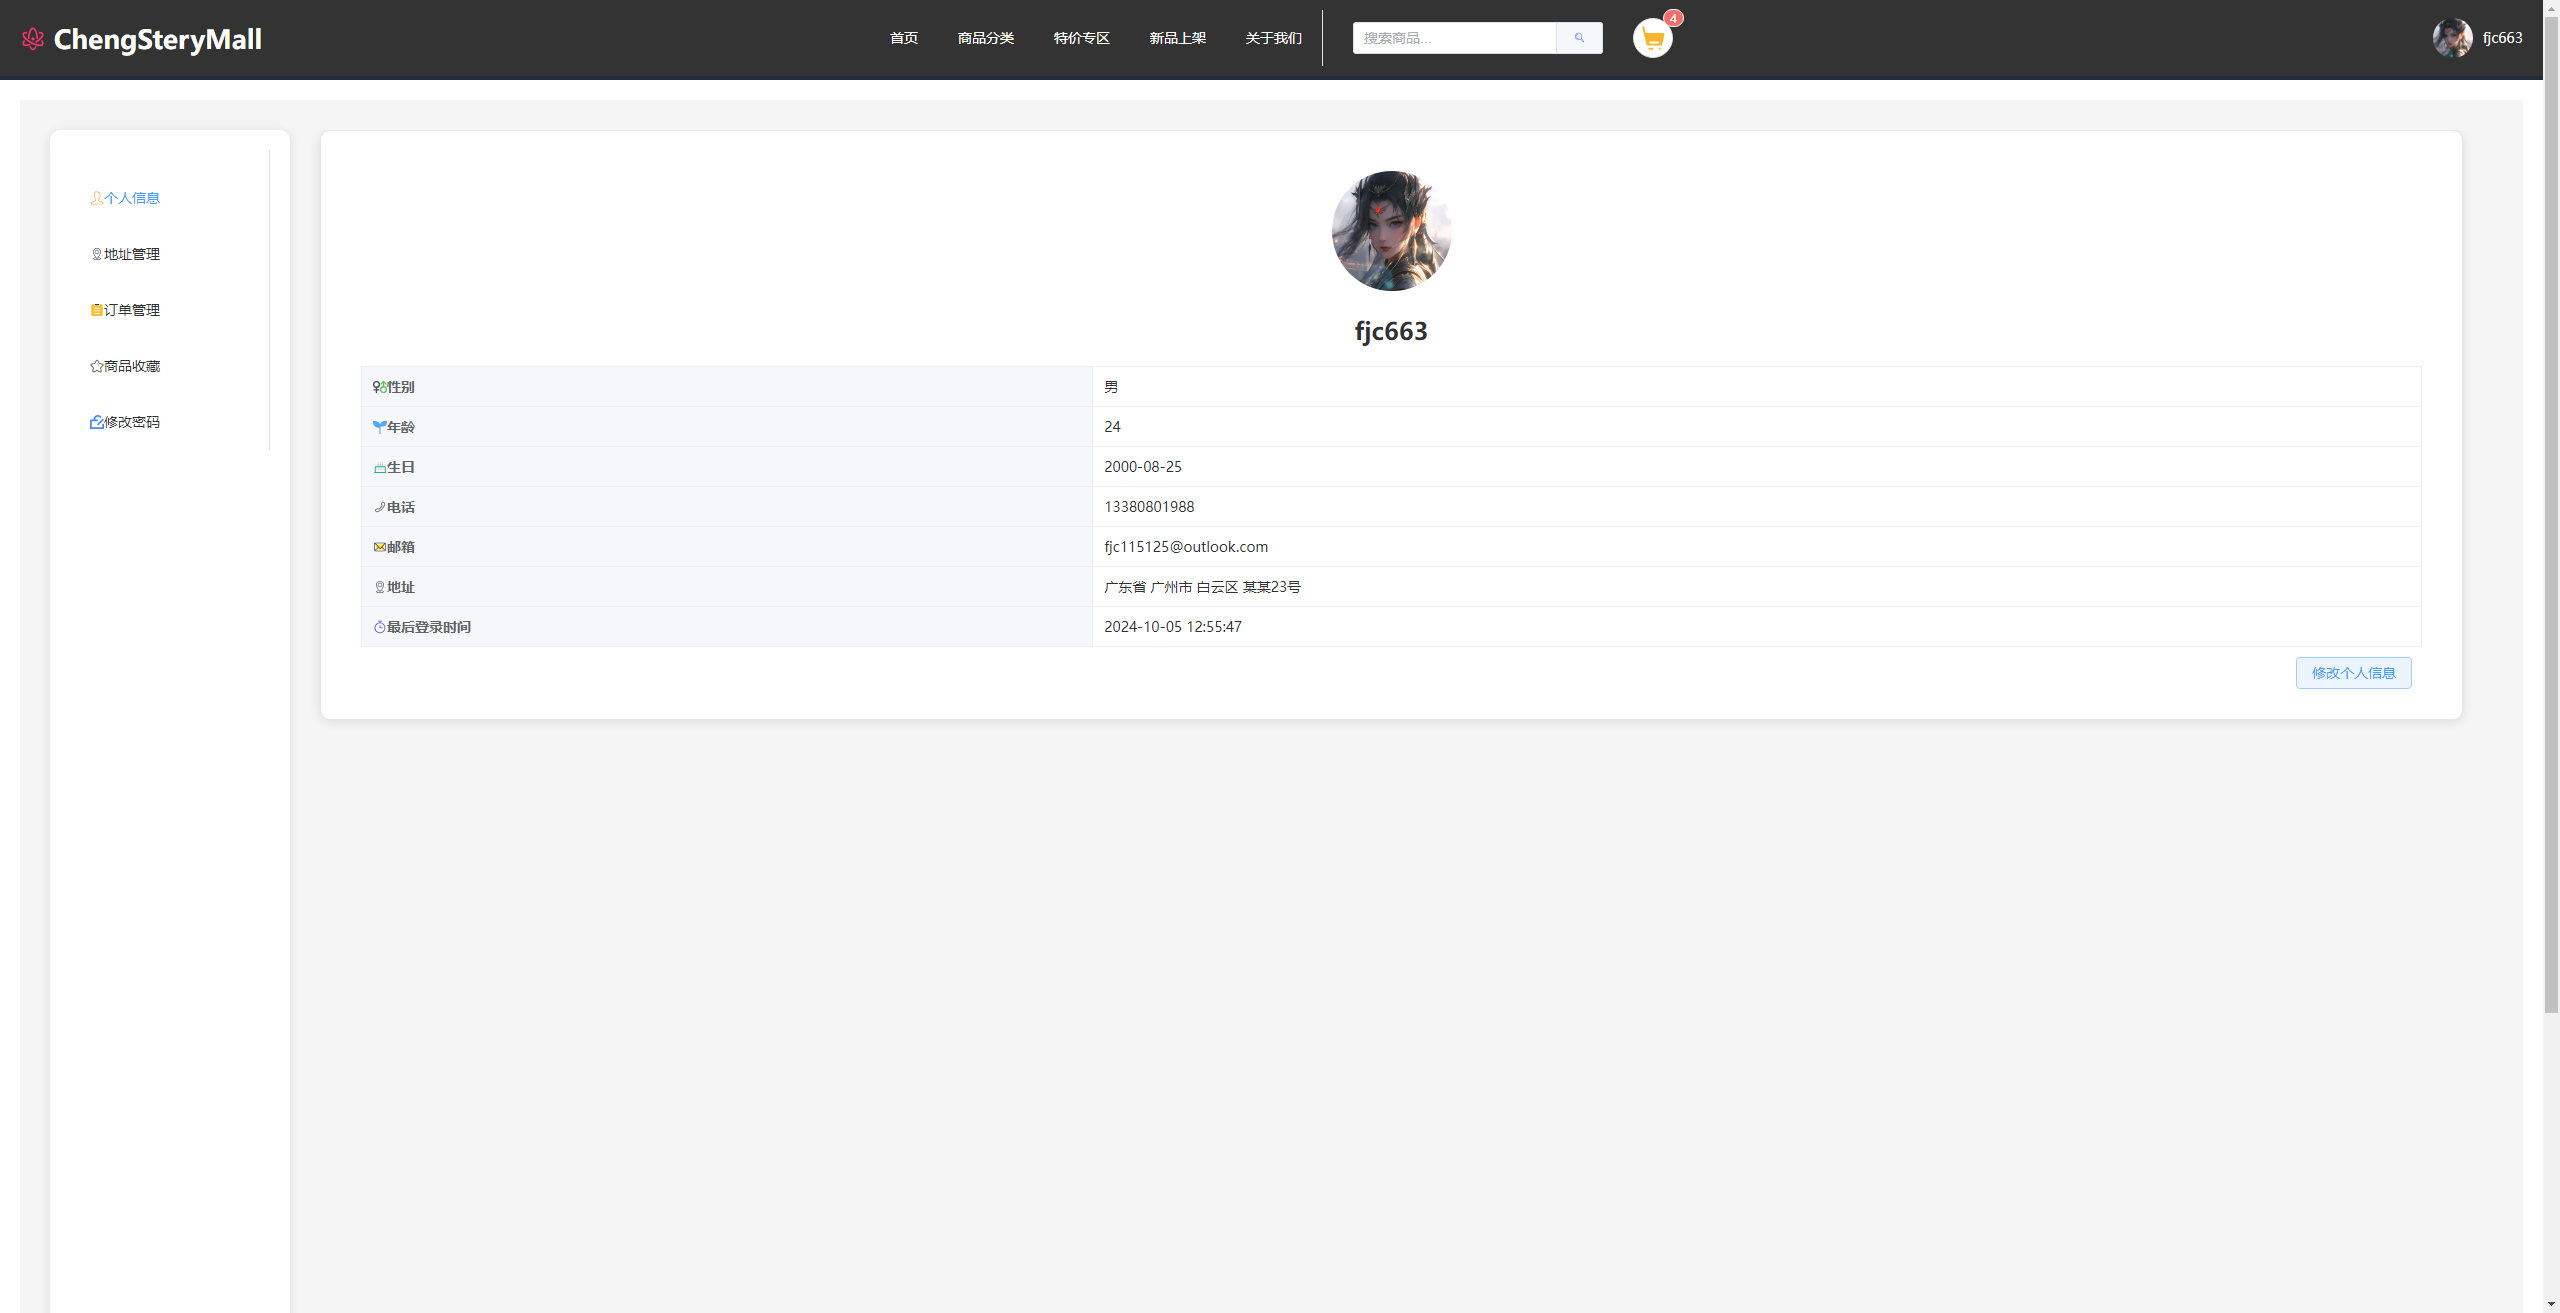 ChengSteryMall
首页 商品分类 特价专区 新品上架 关于我们
搜索商品...
4
fjc663
个人信息
地址管理
订单管理
商品收藏
修改密码
fjc663
性别 男
年龄 24
生日 2000-08-25
电话 13380801988
邮箱 fjc115125@outlook.com
地址 广东省 广州市 白云区 某某23号
最后登录时间 2024-10-05 12:55:47
修改个人信息